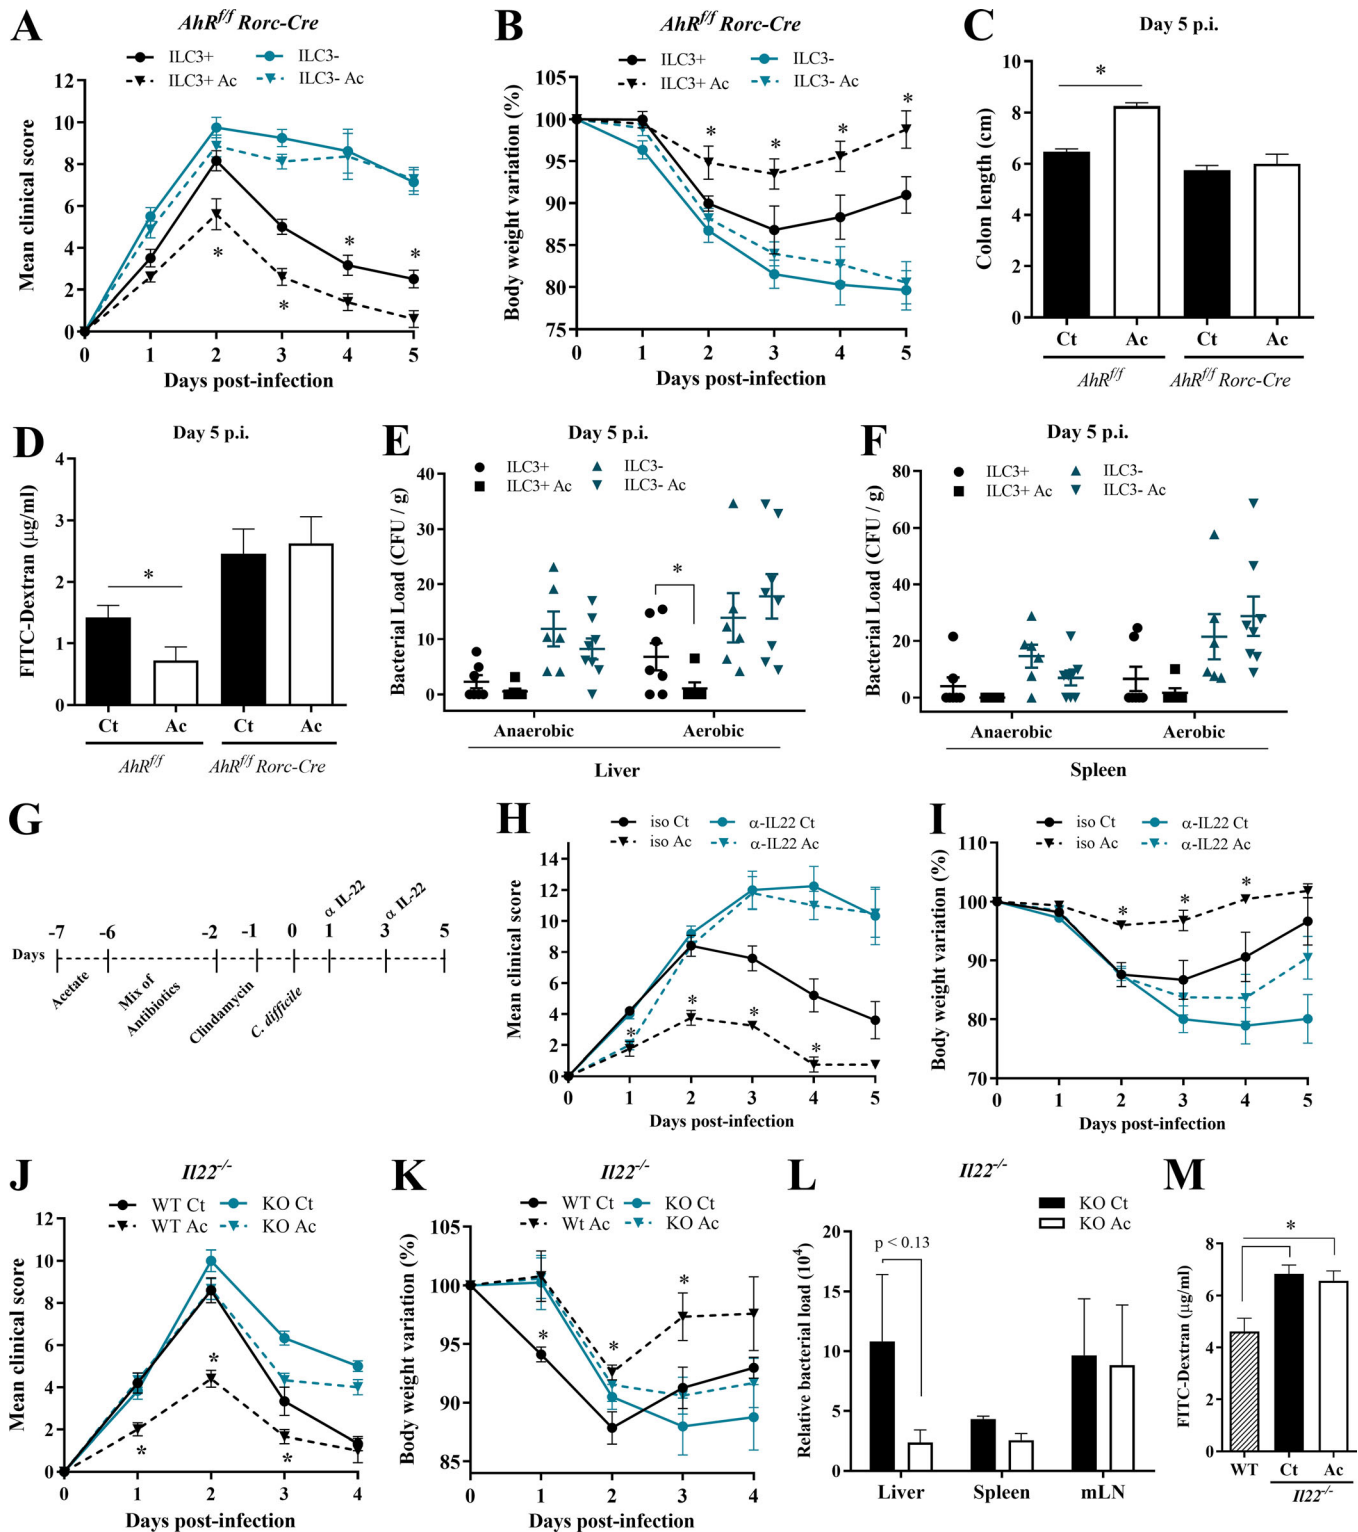 A
AhR^f/f Rorc-Cre
ILC3+
ILC3-
ILC3+ Ac
ILC3- Ac
Mean clinical score
12
10
8
6
4
2
0
0 1 2 3 4 5
* * * *
Days post-infection
B
AhR^f/f Rorc-Cre
ILC3+
ILC3-
ILC3+ Ac
ILC3- Ac
Body weight variation (%)
105
100
95
90
85
80
75
0 1 2 3 4 5
* * * *
Days post-infection
C
Day 5 p.i.
Colon length (cm)
10
8
6
4
2
0
*
Ct Ac Ct Ac
AhR^f/f AhR^f/f Rorc-Cre
D
Day 5 p.i.
FITC-Dextran (μg/ml)
4
3
2
1
0
*
Ct Ac Ct Ac
AhR^f/f AhR^f/f Rorc-Cre
E
Day 5 p.i.
ILC3+
ILC3-
ILC3+ Ac
ILC3- Ac
Bacterial Load (CFU / g)
40
30
20
10
0
*
Anaerobic Aerobic
Liver
F
Day 5 p.i.
ILC3+
ILC3-
ILC3+ Ac
ILC3- Ac
Bacterial Load (CFU / g)
80
60
40
20
0
Anaerobic Aerobic
Spleen
G
α IL-22 α IL-22
-7 -6 -2 -1 0 1 3 5
Days
Acetate
Mix of
Antibiotics
Clindamycin
C. difficile
H
iso Ct
α-IL22 Ct
iso Ac
α-IL22 Ac
Mean clinical score
14
12
10
8
6
4
2
0
0 1 2 3 4 5
* * * *
Days post-infection
I
iso Ct
α-IL22 Ct
iso Ac
α-IL22 Ac
Body weight variation (%)
110
100
90
80
70
0 1 2 3 4 5
* * *
Days post-infection
J
Il22^-/-
WT Ct
KO Ct
WT Ac
KO Ac
Mean clinical score
12
10
8
6
4
2
0
0 1 2 3 4
* * *
Days post-infection
K
Il22^-/-
WT Ct
KO Ct
Wt Ac
KO Ac
Body weight variation (%)
105
100
95
90
85
0 1 2 3 4
* * *
Days post-infection
L
Il22^-/-
KO Ct
KO Ac
Relative bacterial load (10^4)
20
15
10
5
0
p < 0.13
Liver Spleen mLN
M
FITC-Dextran (μg/ml)
8
6
4
2
0
*
WT Ct Ac
Il22^-/-